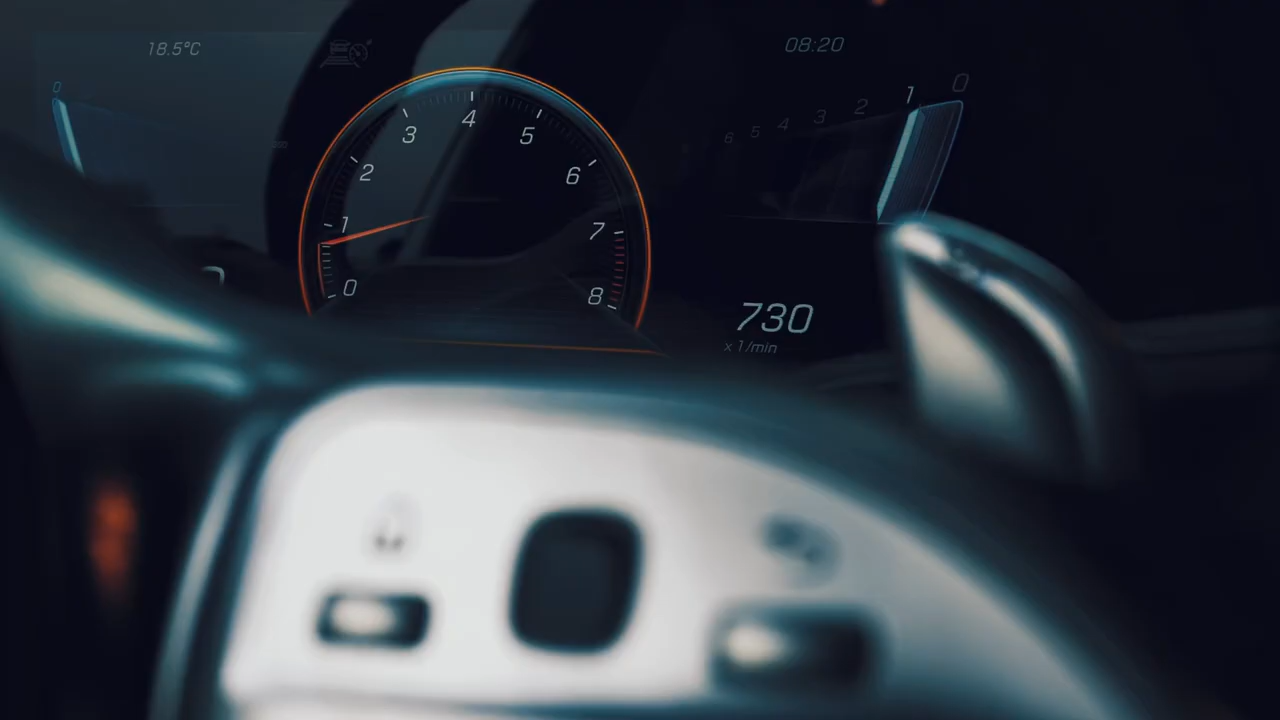 18.5°C
08:20
0
0 1 2 3 4 5 6 7 8
6 5 4 3 2 1 0
730
x 1/min